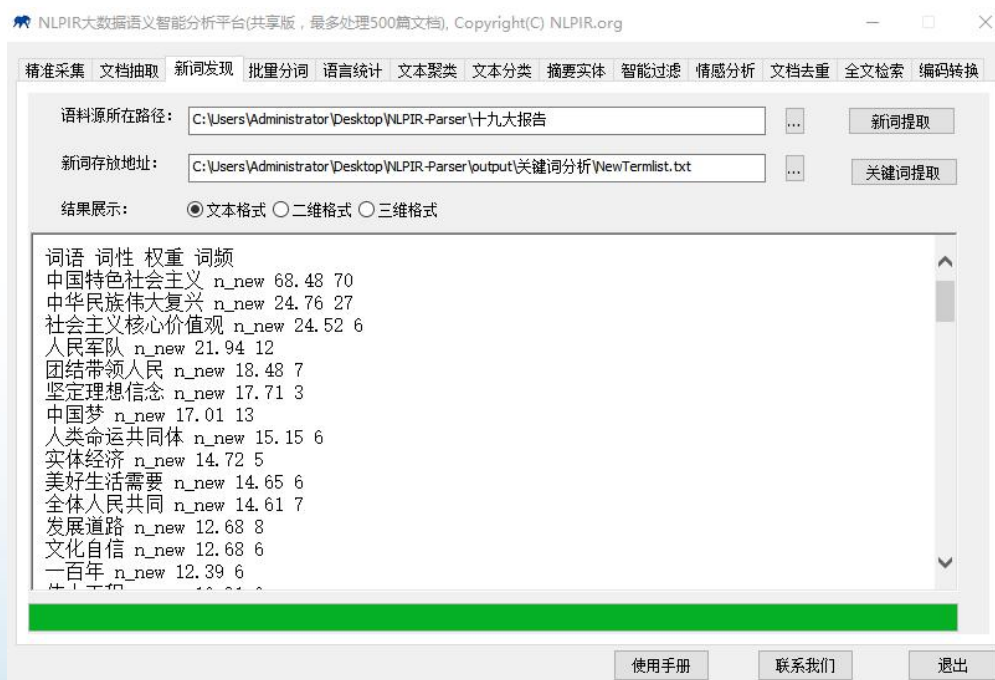 NLPIR大数据语义智能分析平台(共享版，最多处理500篇文档), Copyright(C) NLPIR.org
精准采集 文档抽取 新词发现 批量分词 语言统计 文本聚类 文本分类 摘要实体 智能过滤 情感分析 文档去重 全文检索 编码转换
语料源所在路径： C:\Users\Administrator\Desktop\NLPIR-Parser\十九大报告 ... 新词提取
新词存放地址： C:\Users\Administrator\Desktop\NLPIR-Parser\output\关键词分析\NewTermlist.txt ... 关键词提取
结果展示： 文本格式 二维格式 三维格式
词语 词性 权重 词频
中国特色社会主义 n_new 68.48 70
中华民族伟大复兴 n_new 24.76 27
社会主义核心价值观 n_new 24.52 6
人民军队 n_new 21.94 12
团结带领人民 n_new 18.48 7
坚定理想信念 n_new 17.71 3
中国梦 n_new 17.01 13
人类命运共同体 n_new 15.15 6
实体经济 n_new 14.72 5
美好生活需要 n_new 14.65 6
全体人民共同 n_new 14.61 7
发展道路 n_new 12.68 8
文化自信 n_new 12.68 6
一百年 n_new 12.39 6
使用手册 联系我们 退出